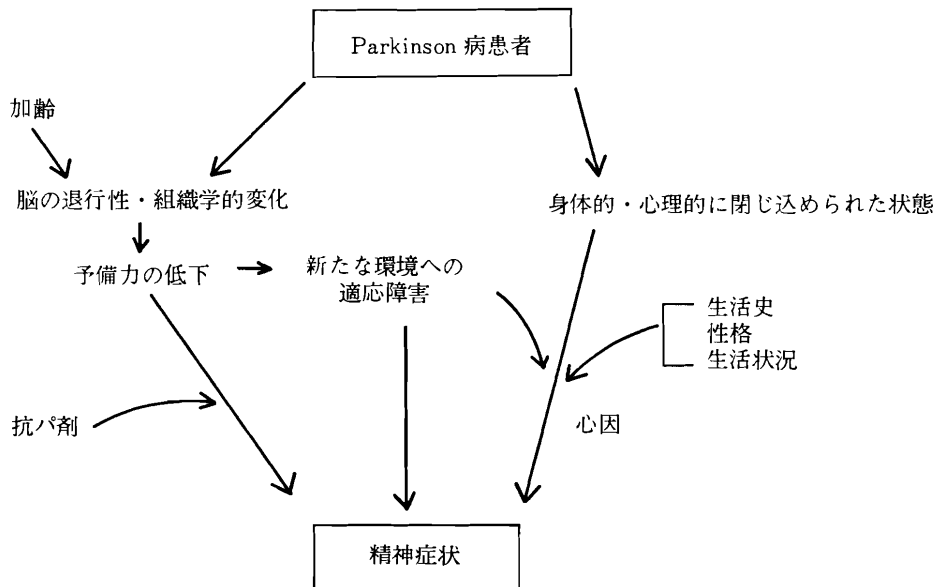 Parkinson 病患者
加齢
脳の退行性・組織学的変化
身体的・心理的に閉じ込められた状態
予備力の低下
新たな環境への
適応障害
生活史
性格
生活状況
抗パ剤
心因
精神症状